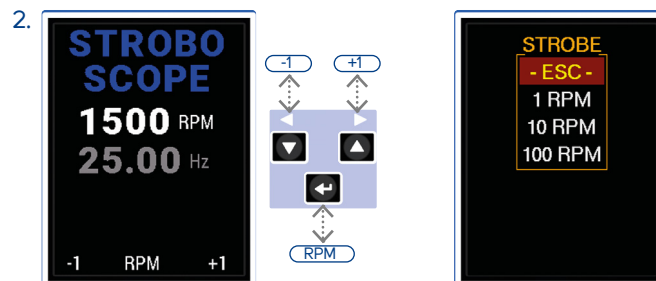 2.
STROBO
SCOPE
1500 RPM
25.00 Hz
-1 RPM +1
-1 +1
RPM
STROBE
- ESC -
1 RPM
10 RPM
100 RPM